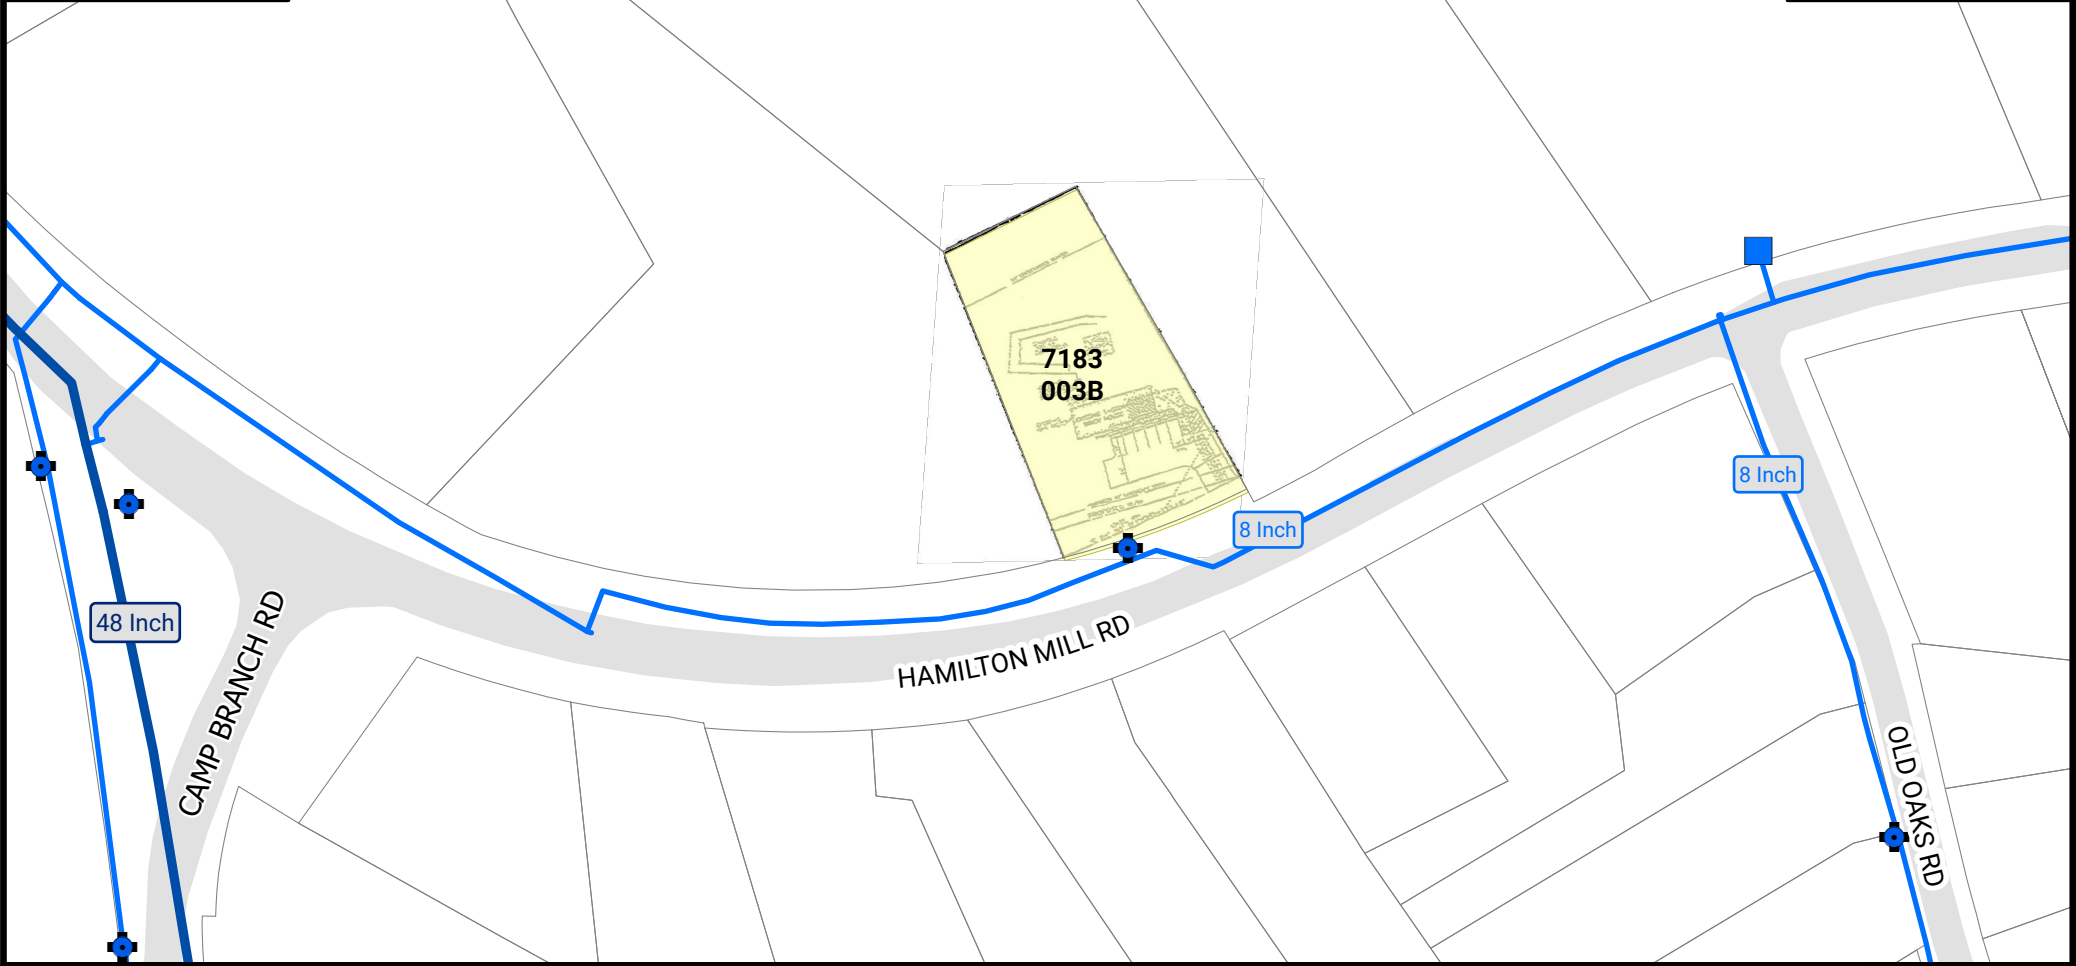 7183
003B
8 Inch
8 Inch
48 Inch
CAMP BRANCH RD
HAMILTON MILL RD
OLD OAKS RD